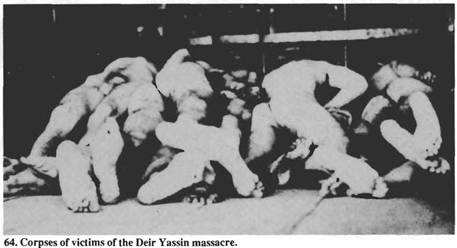 64. Corpses of victims of the Deir Yassin massacre.